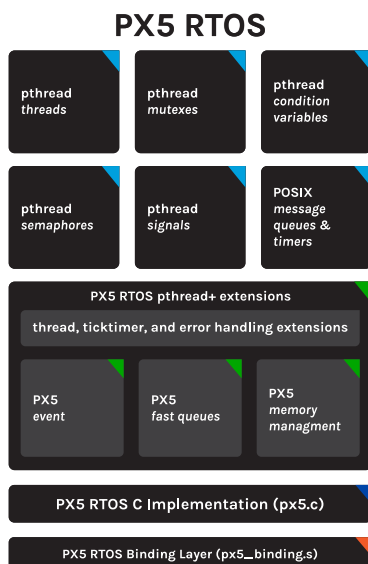 PX5 RTOS
pthread
threads
pthread
mutexes
pthread
condition
variables
pthread
semaphores
pthread
signals
POSIX
message
queues &
timers
PX5 RTOS pthread+ extensions
thread, ticktimer, and error handling extensions
PX5
event
PX5
fast queues
PX5
memory
managment
PX5 RTOS C Implementation (px5.c)
PX5 RTOS Binding Layer (px5_binding.s)